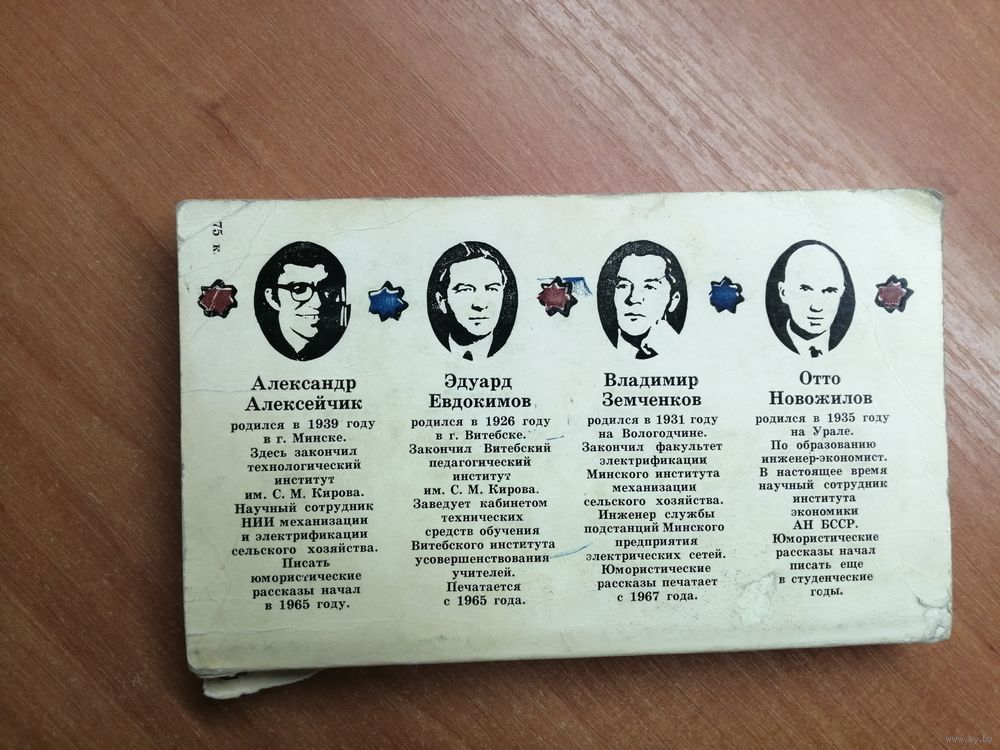 75 к.
Александр
Алексейчик
родился в 1939 году
в г. Минске.
Здесь закончил
технологический
институт
им. С. М. Кирова.
Научный сотрудник
НИИ механизации
и электрификации
сельского хозяйства.
Писать
юмористические
рассказы начал
в 1965 году.
Эдуард
Евдокимов
родился в 1926 году
в г. Витебске.
Закончил Витебский
педагогический
институт
им. С. М. Кирова.
Заведует кабинетом
технических
средств обучения
Витебского института
усовершенствования
учителей.
Печатается
с 1965 года.
Владимир
Земченков
родился в 1931 году
на Вологодчине.
Закончил факультет
электрификации
Минского института
механизации
сельского хозяйства.
Инженер службы
подстанций Минского
предприятия
электрических сетей.
Юмористические
рассказы печатает
с 1967 года.
Отто
Новожилов
родился в 1935 году
на Урале.
По образованию
инженер-экономист.
В настоящее время
научный сотрудник
института
экономики
АН БССР.
Юмористические
рассказы начал
писать еще
в студенческие
годы.
www.ay.by